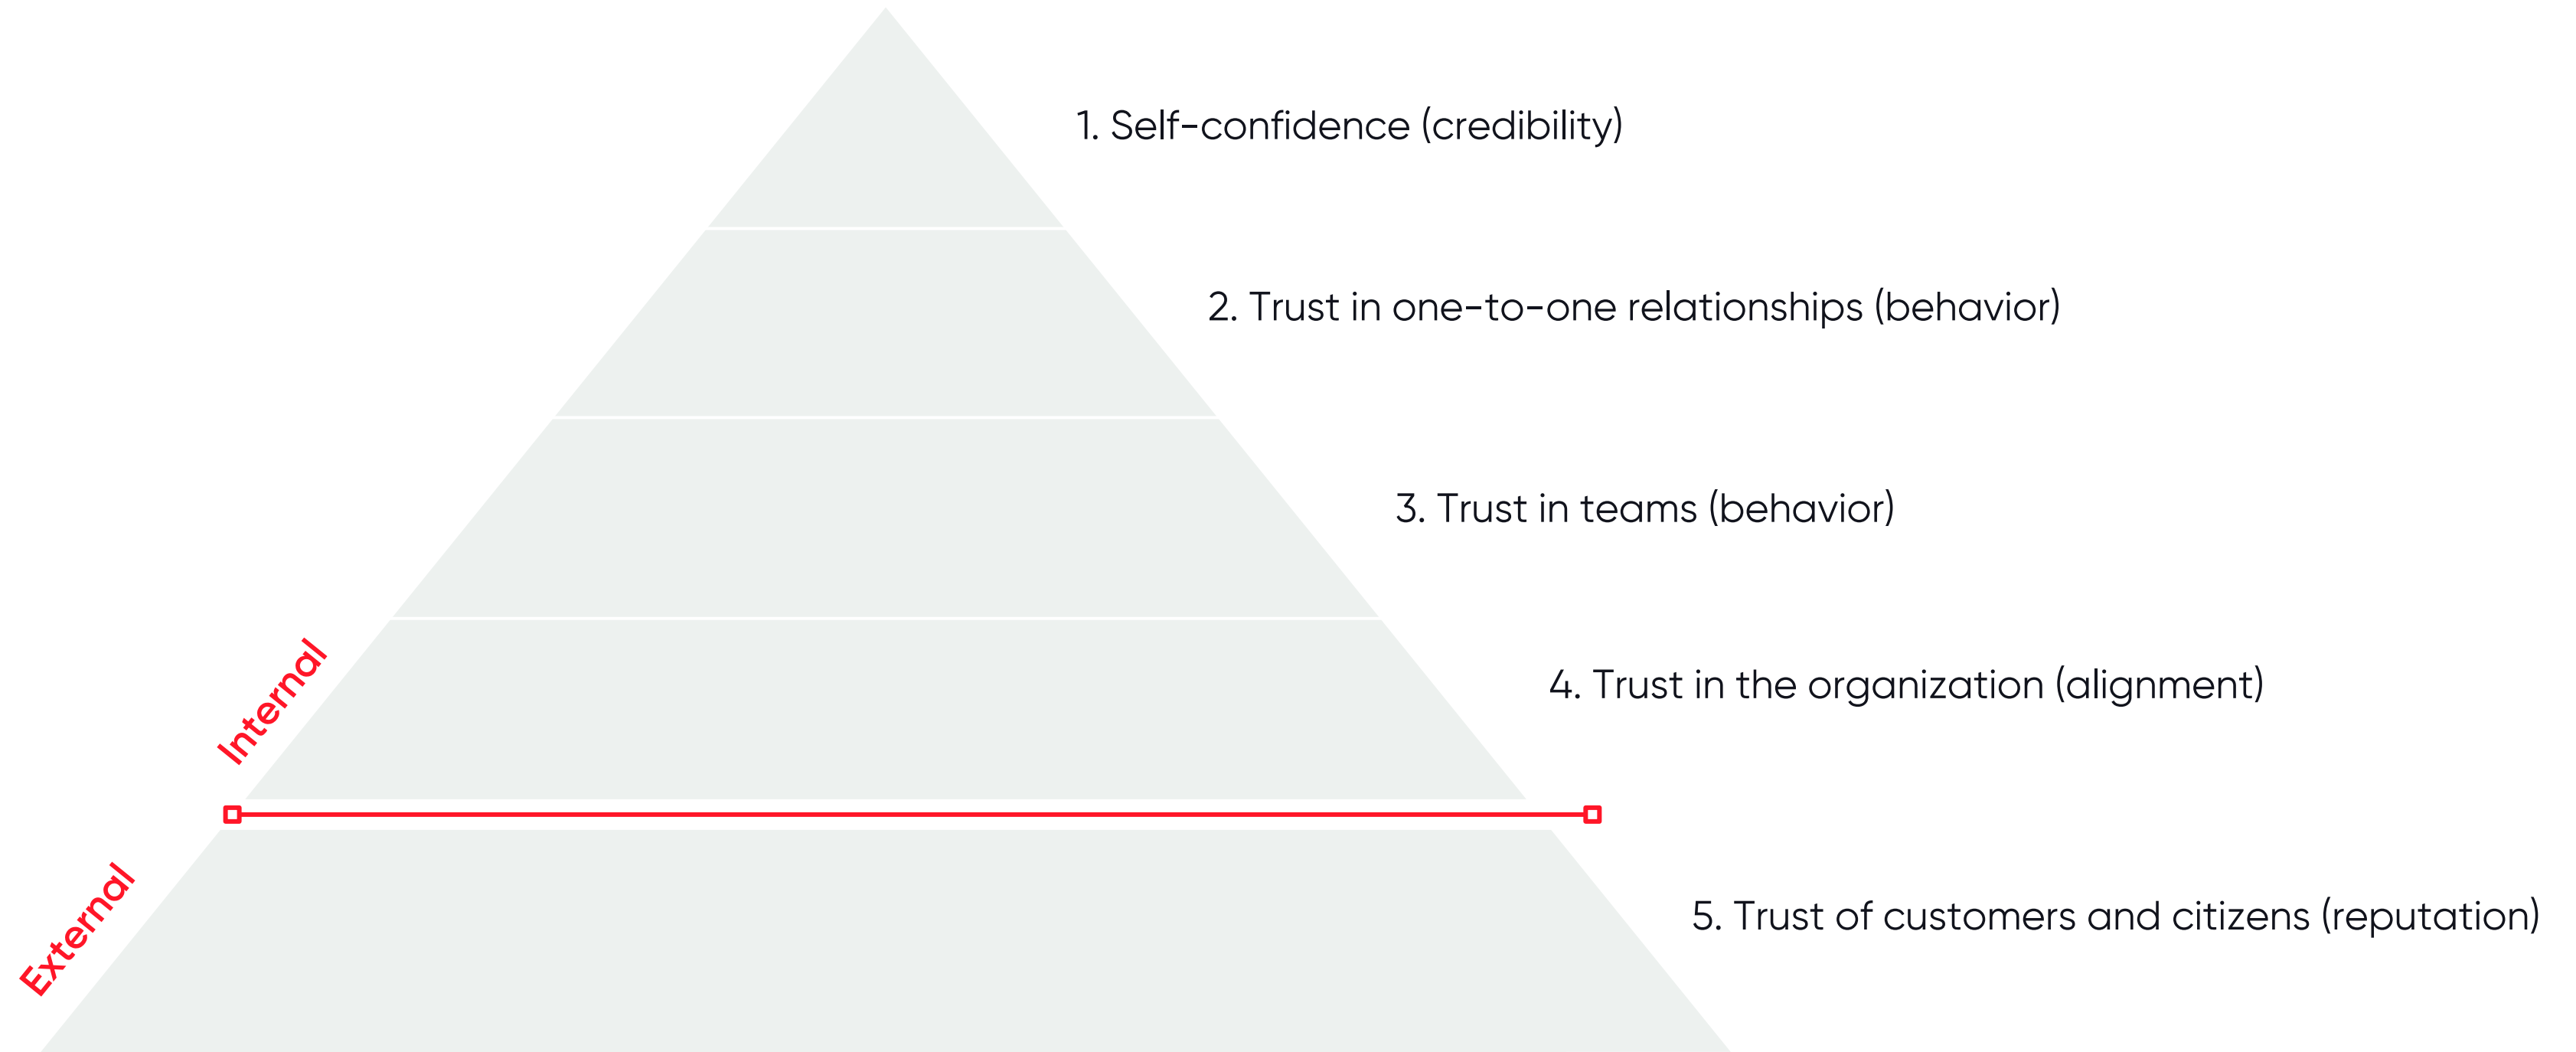 1. Self-confidence (credibility)
2. Trust in one-to-one relationships (behavior)
3. Trust in teams (behavior)
Internal
4. Trust in the organization (alignment)
External
5. Trust of customers and citizens (reputation)